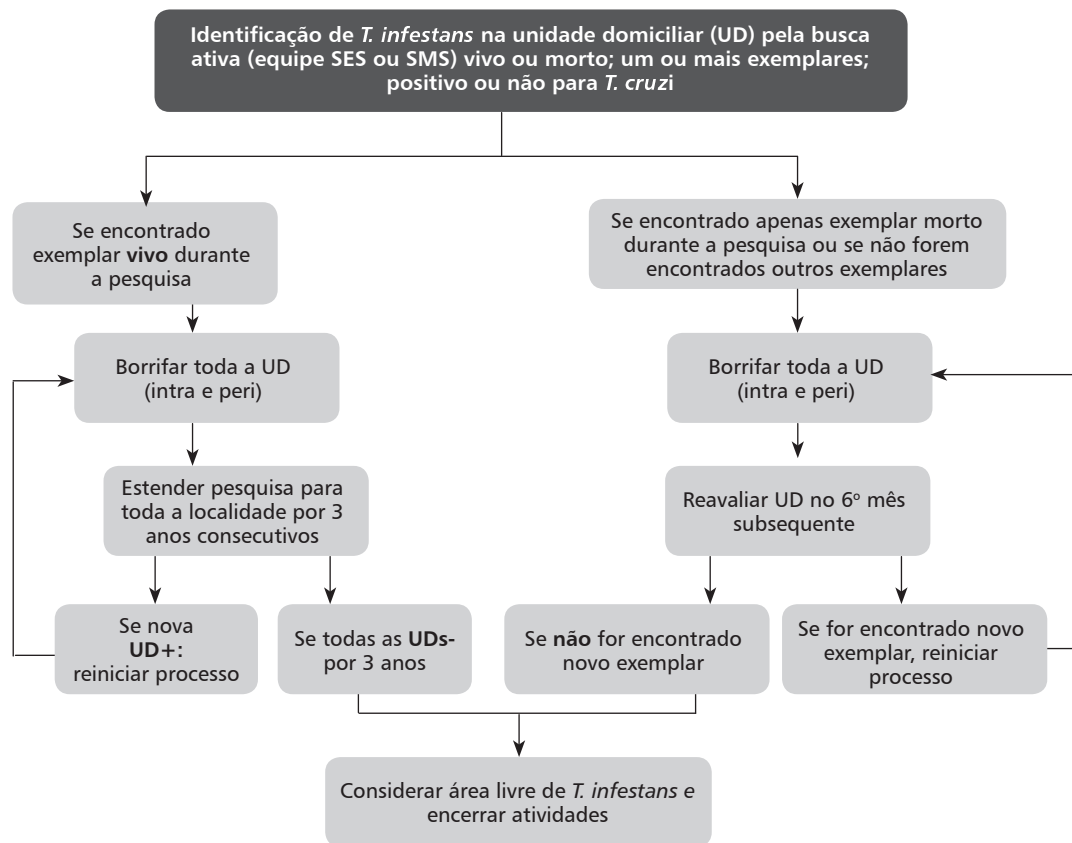 Identificação de T. infestans na unidade domiciliar (UD) pela busca
ativa (equipe SES ou SMS) vivo ou morto; um ou mais exemplares;
positivo ou não para T. cruzi
Se encontrado
exemplar vivo durante
a pesquisa
Se encontrado apenas exemplar morto
durante a pesquisa ou se não forem
encontrados outros exemplares
Borrifar toda a UD
(intra e peri)
Borrifar toda a UD
(intra e peri)
Estender pesquisa para
toda a localidade por 3
anos consecutivos
Reavaliar UD no 6º mês
subsequente
Se nova
UD+:
reiniciar processo
Se todas as UDs-
por 3 anos
Se não for encontrado
novo exemplar
Se for encontrado novo
exemplar, reiniciar
processo
Considerar área livre de T. infestans e
encerrar atividades